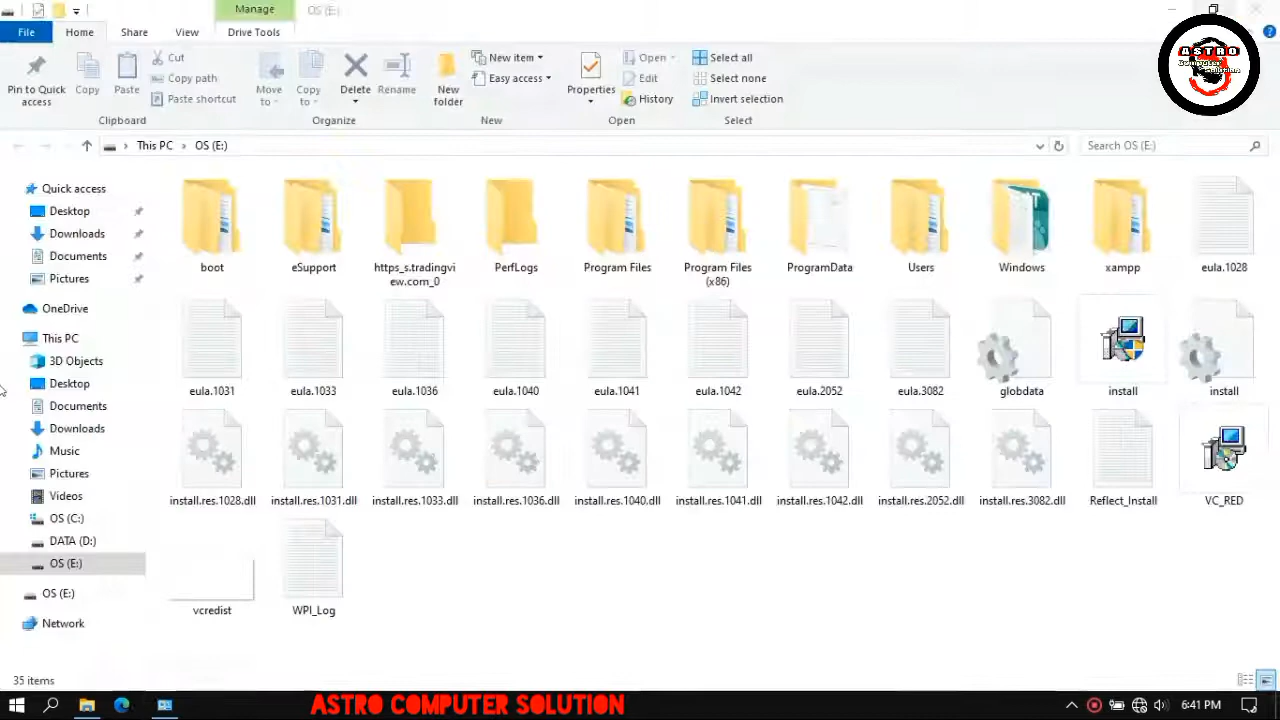 Manage
OS (E:)
File
Home
Share
View
Drive Tools
Pin to Quick access
Copy
Paste
Cut
Copy path
Paste shortcut
Clipboard
Move to
Copy to
Delete
Rename
Organize
New folder
New item
Easy access
New
Properties
Open
Edit
History
Open
Select all
Select none
Invert selection
Select
ASTRO
Computer
Solution
This PC
OS (E:)
Search OS (E:)
Quick access
Desktop
Downloads
Documents
Pictures
OneDrive
This PC
3D Objects
Desktop
Documents
Downloads
Music
Pictures
Videos
OS (C:)
DATA (D:)
OS (E:)
OS (E:)
Network
boot
eSupport
https_s.tradingvi
ew.com_0
PerfLogs
Program Files
Program Files
(x86)
ProgramData
Users
Windows
xampp
eula.1028
eula.1031
eula.1033
eula.1036
eula.1040
eula.1041
eula.1042
eula.2052
eula.3082
globdata
install
install
install.res.1028.dll
install.res.1031.dll
install.res.1033.dll
install.res.1036.dll
install.res.1040.dll
install.res.1041.dll
install.res.1042.dll
install.res.2052.dll
install.res.3082.dll
Reflect_Install
VC_RED
vcredist
WPI_Log
35 items
ASTRO COMPUTER SOLUTION
6:41 PM